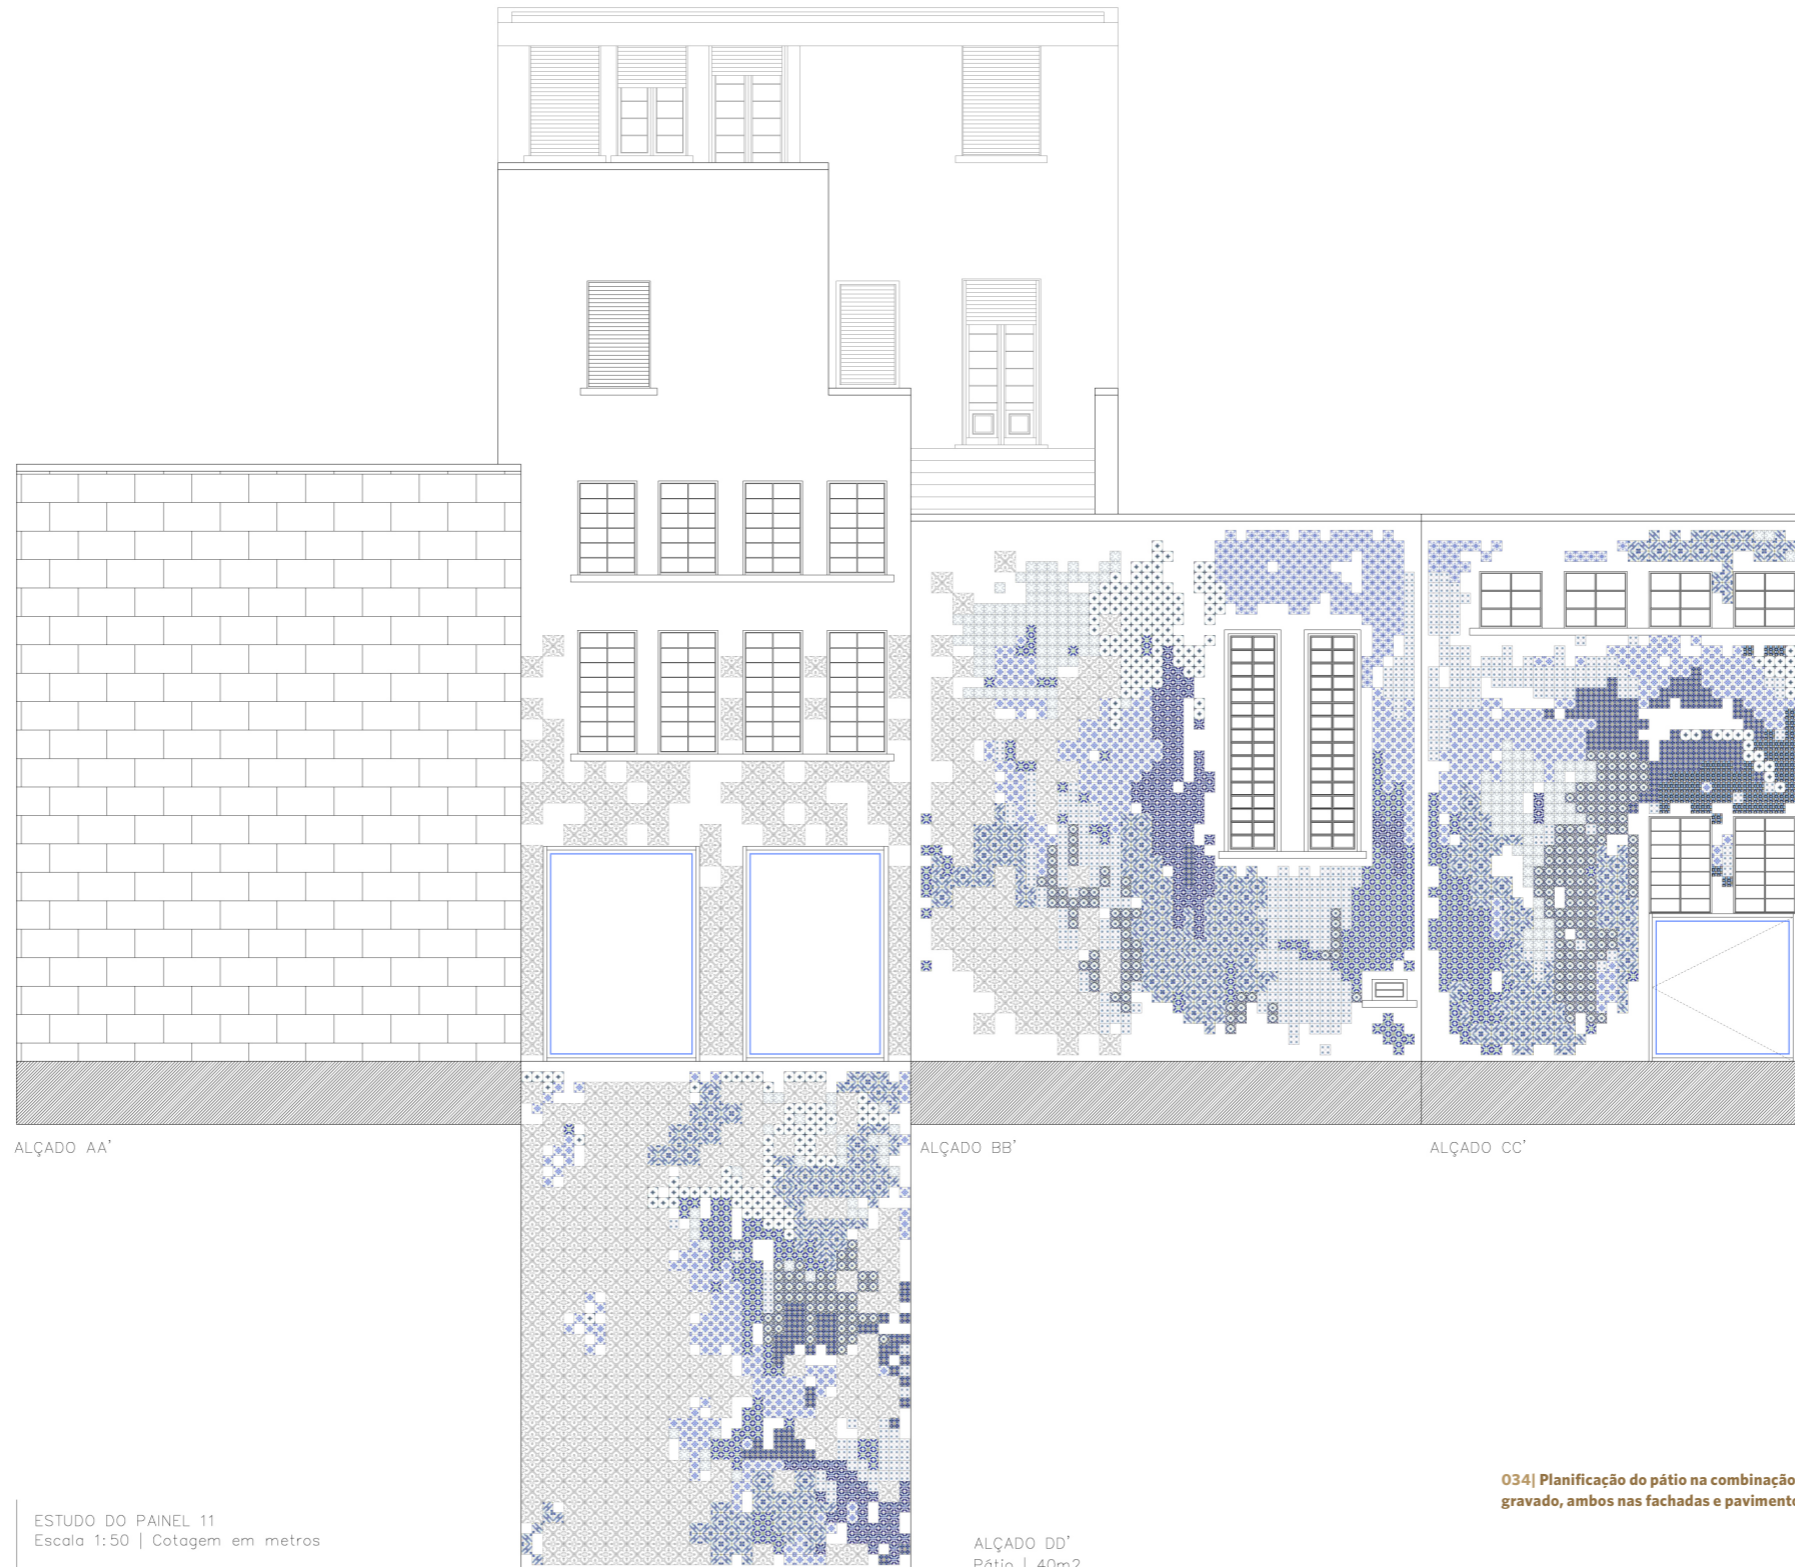 ALÇADO AA'
ALÇADO BB'
ALÇADO CC'
034| Planificação do pátio na combinação
gravado, ambos nas fachadas e pavimento
ESTUDO DO PAINEL 11
Escala 1:50 | Cotagem em metros
ALÇADO DD'
Pátio | 40m2